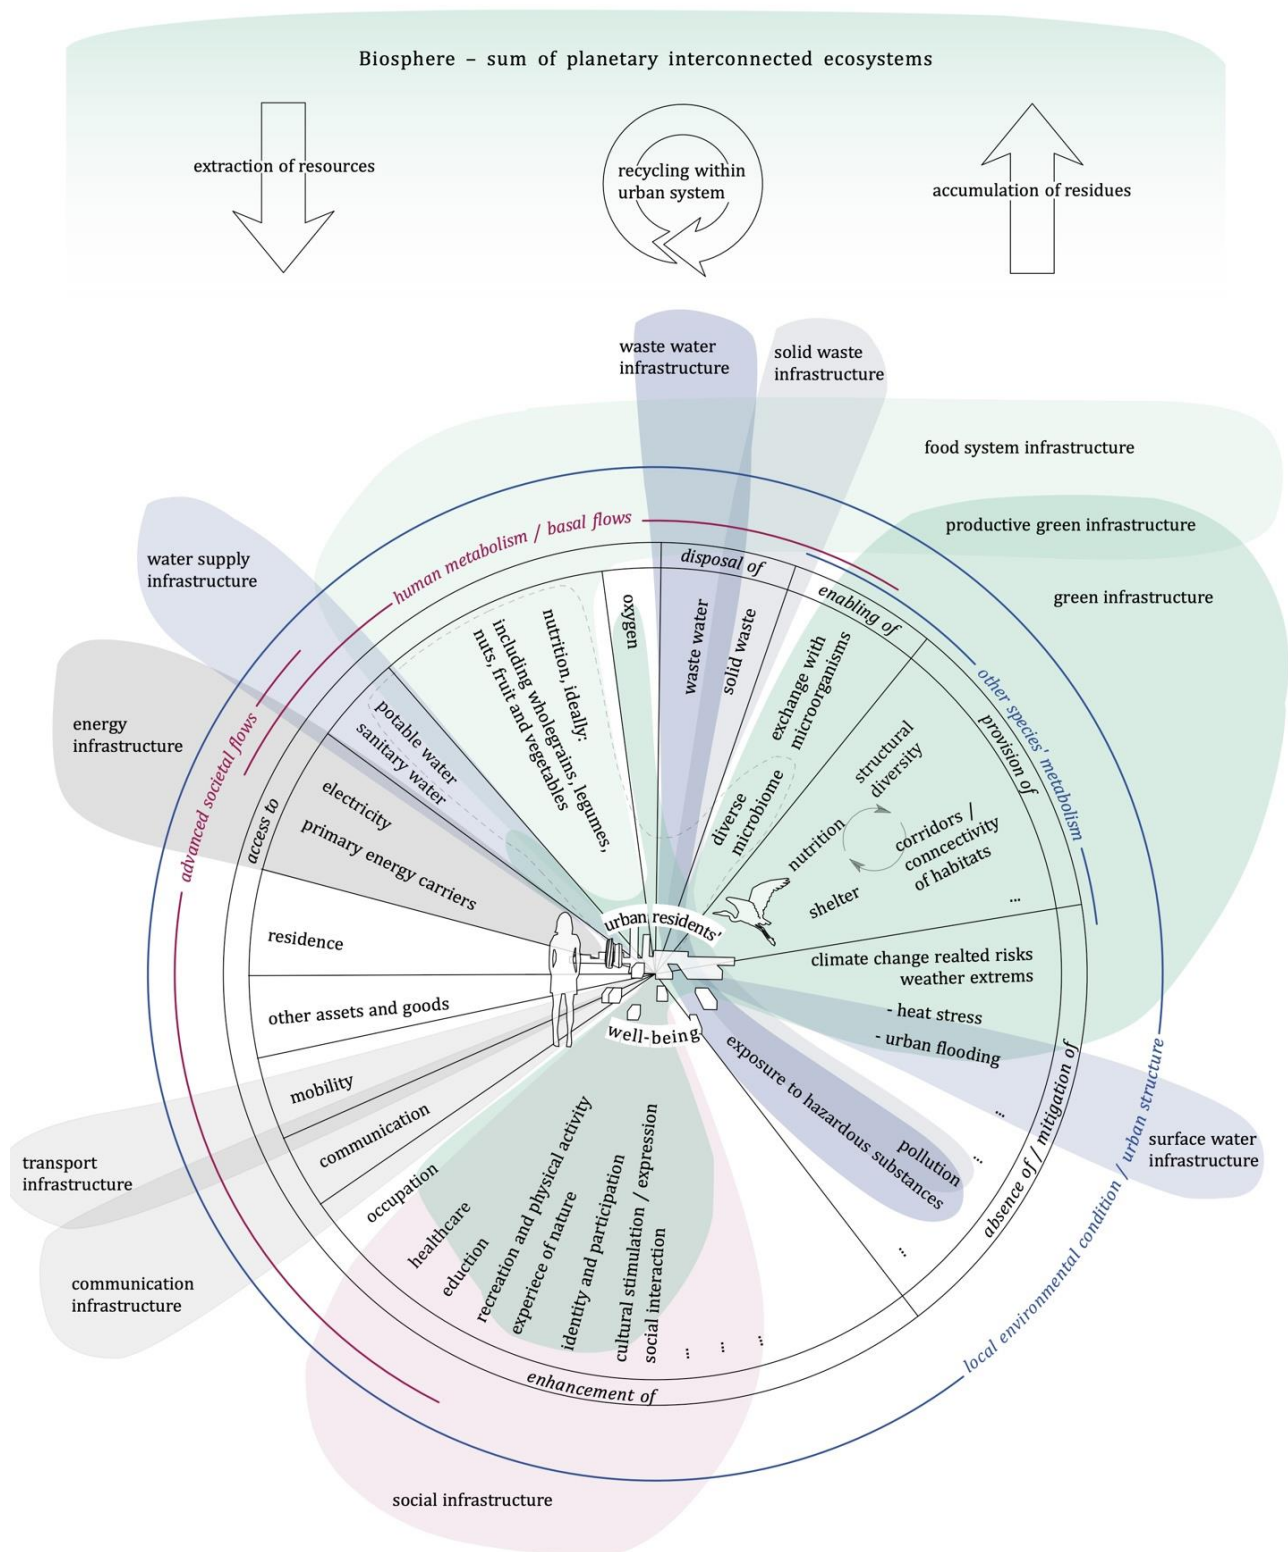 Biosphere – sum of planetary interconnected ecosystems
extraction of resources
recycling within
urban system
accumulation of residues
waste water
infrastructure
solid waste
infrastructure
food system infrastructure
productive green infrastructure
green infrastructure
water supply
infrastructure
energy
infrastructure
human metabolism / basal flows
advanced societal flows
other species' metabolism
local environmental condition / urban structure
access to
disposal of
enabling of
provision of
absence of / mitigation of
enhancement of
potable water
sanitary water
nutrition, ideally:
including wholegrains, legumes,
nuts, fruit and vegetables
oxygen
waste water
solid waste
exchange with
microorganisms
diverse
microbiome
structural
diversity
nutrition
corridors /
conncectivity
of habitats
shelter
...
electricity
primary energy carriers
residence
other assets and goods
mobility
communication
urban residents'
well-being
climate change realted risks
weather extrems
- heat stress
- urban flooding
...
exposure to hazardous substances
pollution
...
...
surface water
infrastructure
transport
infrastructure
communication
infrastructure
occupation
healthcare
eduction
recreation and physical activity
experiece of nature
identity and participation
cultural stimulation / expression
social interaction
...
...
...
social infrastructure